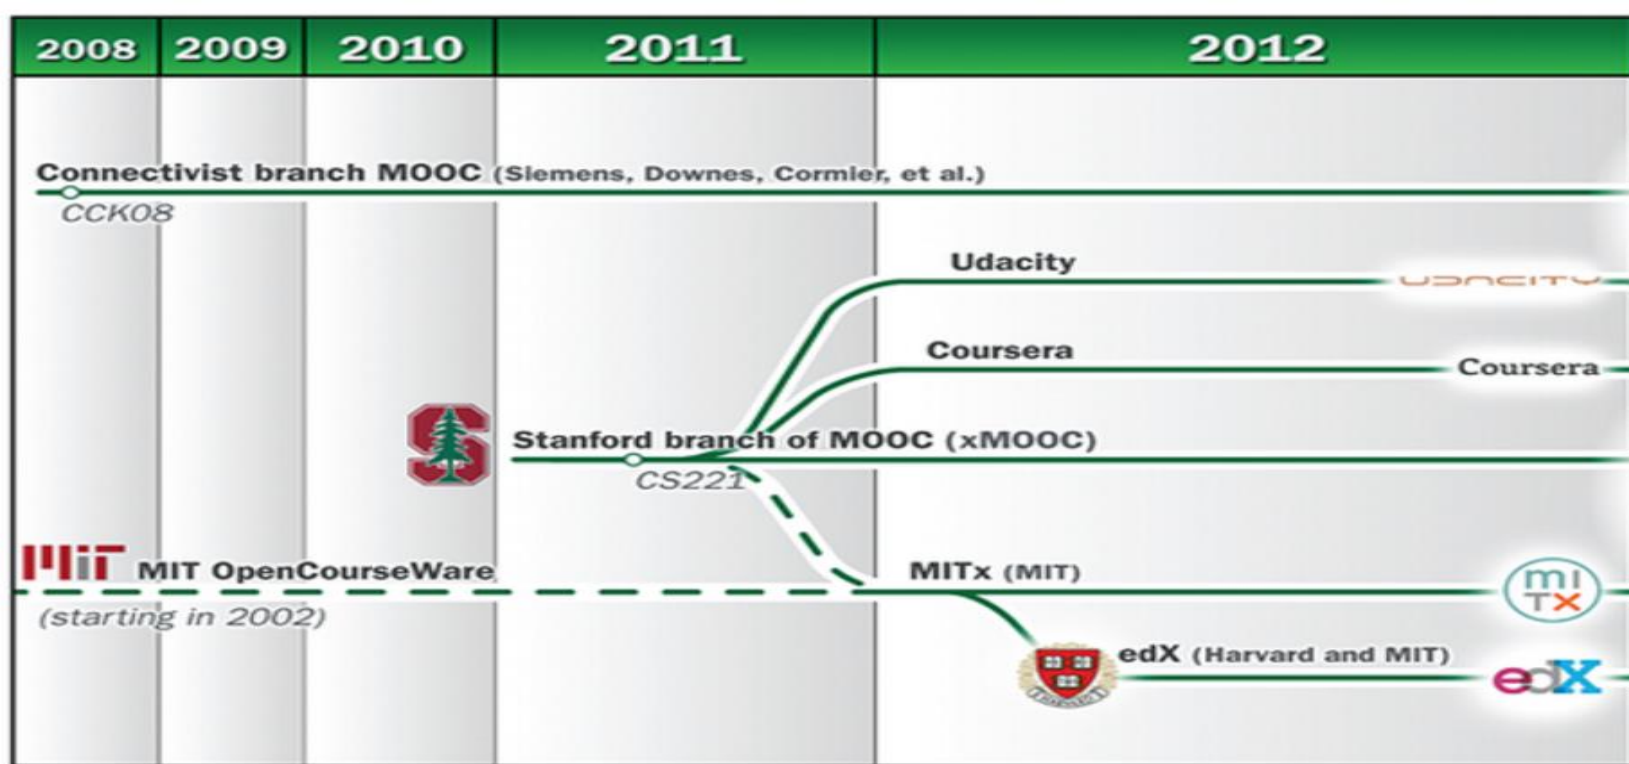 2008 2009 2010 2011 2012
Connectivist branch MOOC (Siemens, Downes, Cormier, et al.)
CCK08
Udacity
UDACITY
Coursera
Coursera
Stanford branch of MOOC (xMOOC)
S
CS221
MIT MIT OpenCourseWare
(starting in 2002)
MITx (MIT)
mi
Tx
edX (Harvard and MIT)
edX